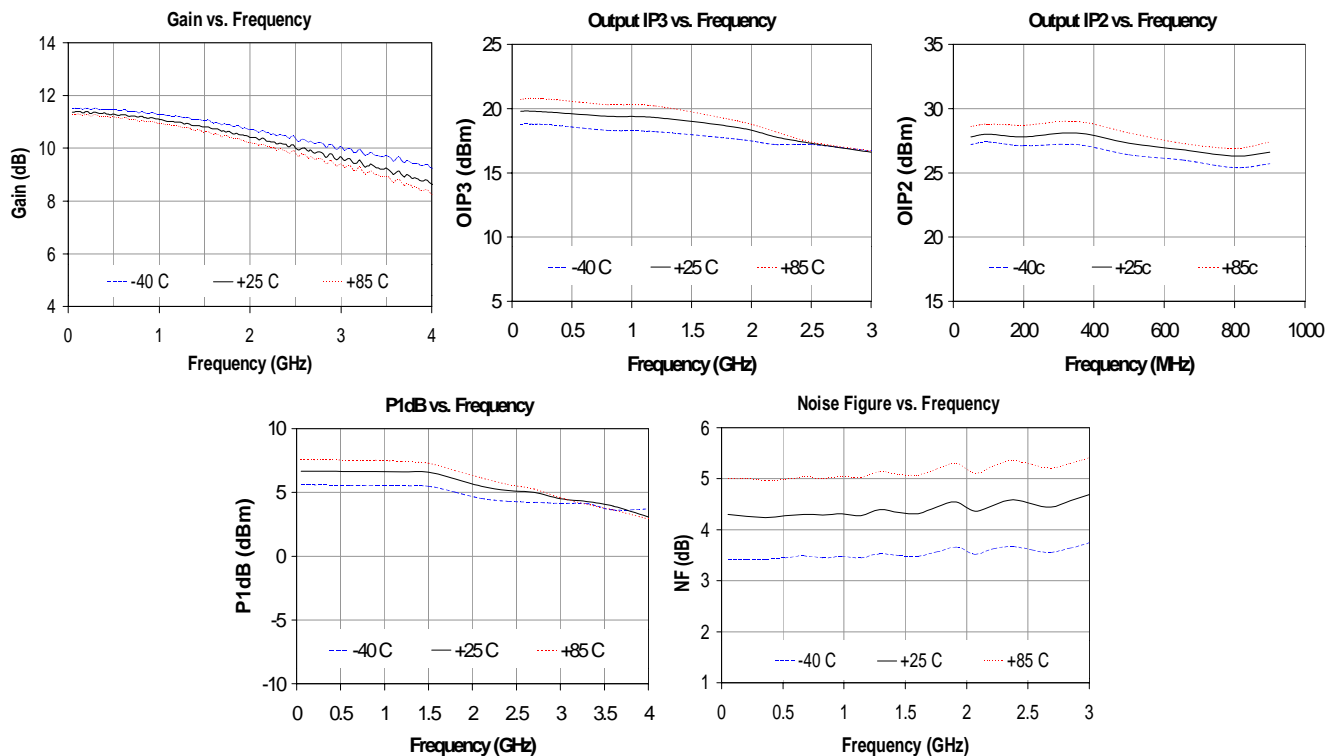 Gain vs. Frequency
14
12
10
8
6
4
Gain (dB)
-40 C +25 C +85 C
0 1 2 3 4
Frequency (GHz)
Output IP3 vs. Frequency
25
20
15
10
5
OIP3 (dBm)
-40 C +25 C +85 C
0 0.5 1 1.5 2 2.5 3
Frequency (GHz)
Output IP2 vs. Frequency
35
30
25
20
15
OIP2 (dBm)
-40c +25c +85c
0 200 400 600 800 1000
Frequency (MHz)
P1dB vs. Frequency
10
5
0
-5
-10
P1dB (dBm)
-40 C +25 C +85 C
0 0.5 1 1.5 2 2.5 3 3.5 4
Frequency (GHz)
Noise Figure vs. Frequency
6
5
4
3
2
1
NF (dB)
-40 C +25 C +85 C
0 0.5 1 1.5 2 2.5 3
Frequency (GHz)